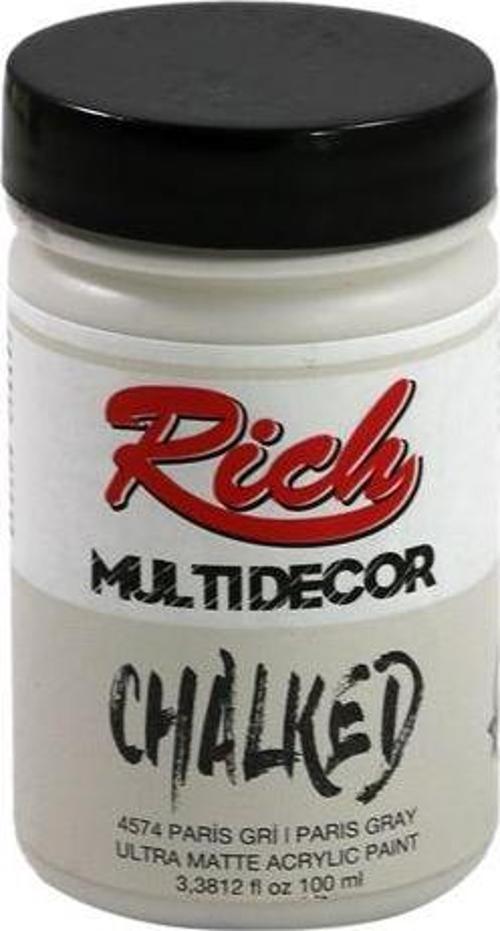 Rich
MULTIDECOR
CHALKED
4574 PARİS GRİ | PARIS GRAY
ULTRA MATTE ACRYLIC PAINT
3,3812 fl oz 100 ml